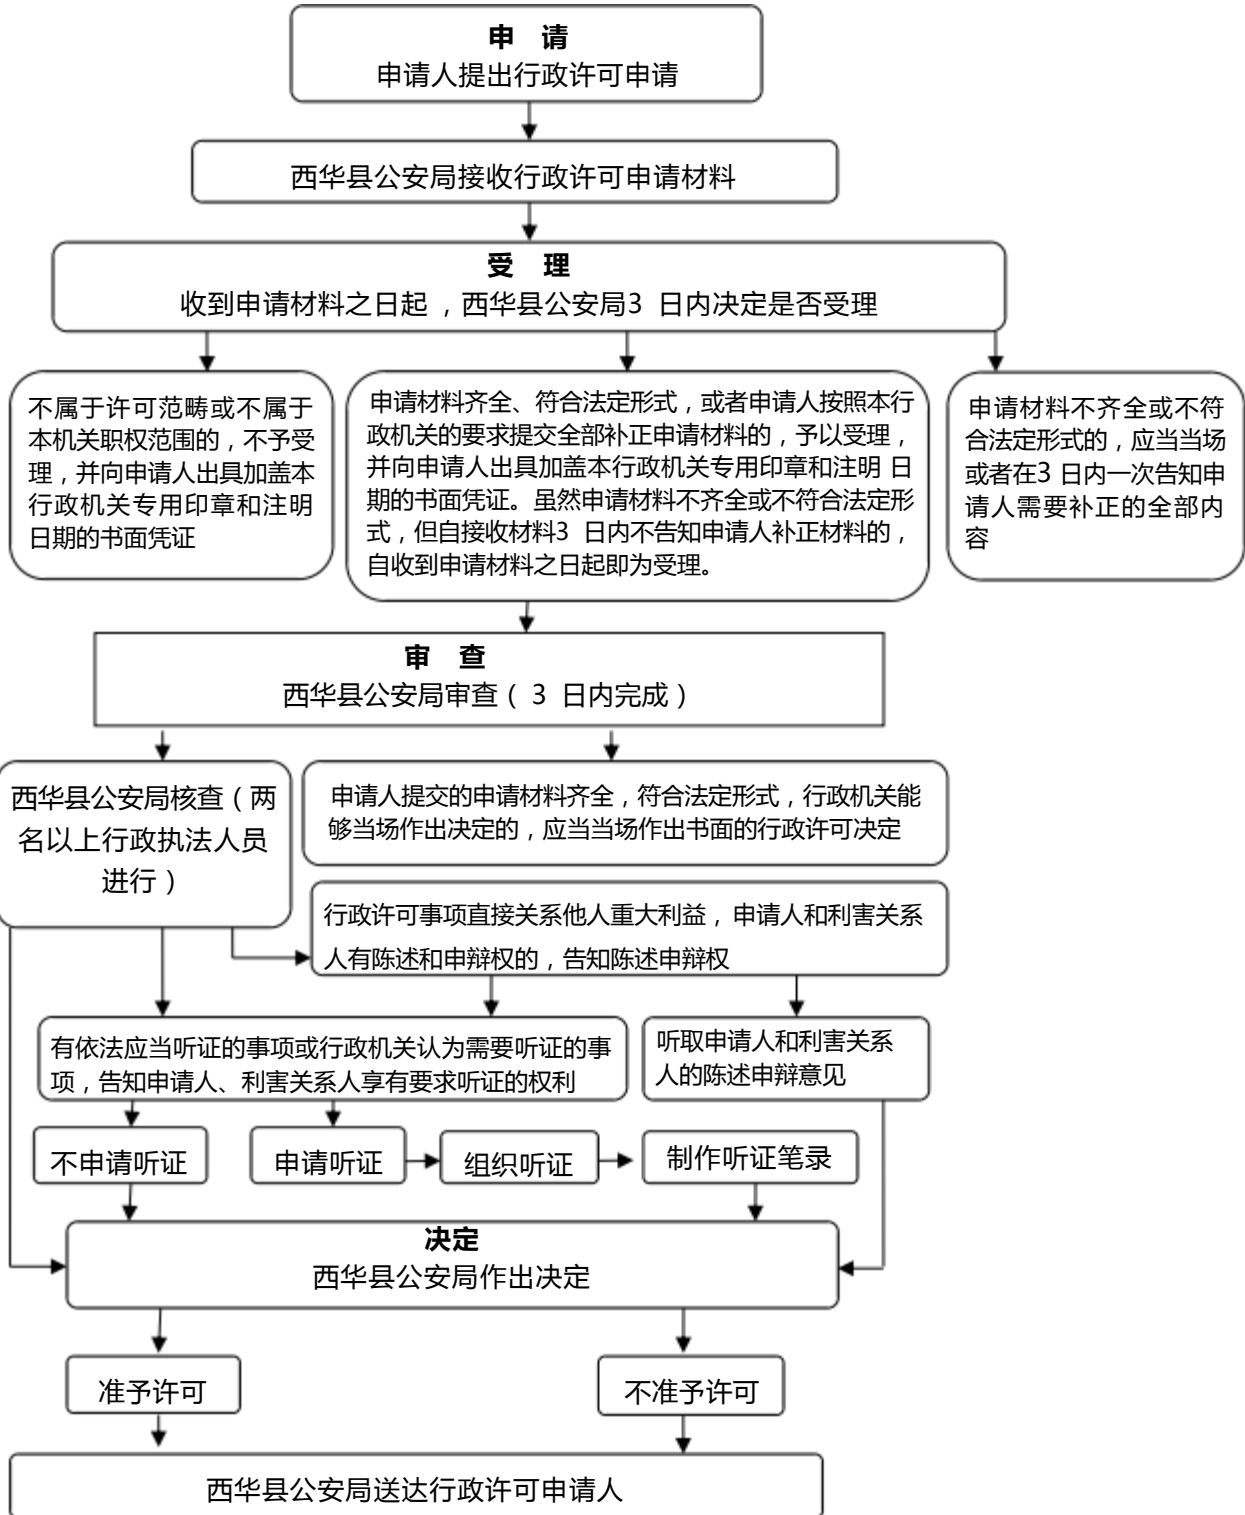 申 请
申请人提出行政许可申请
西华县公安局接收行政许可申请材料
受 理
收到申请材料之日起，西华县公安局3 日内决定是否受理
不属于许可范畴或不属于
本机关职权范围的，不予受
理，并向申请人出具加盖本
行政机关专用印章和注明
日期的书面凭证
申请材料齐全、符合法定形式，或者申请人按照本行
政机关的要求提交全部补正申请材料的，予以受理，
并向申请人出具加盖本行政机关专用印章和注明 日
期的书面凭证。虽然申请材料不齐全或不符合法定形
式，但自接收材料3 日内不告知申请人补正材料的，
自收到申请材料之日起即为受理。
申请材料不齐全或不符
合法定形式的，应当当场
或者在3 日内一次告知申
请人需要补正的全部内
容
审 查
西华县公安局审查（ 3 日内完成）
西华县公安局核查（两
名以上行政执法人员
进行）
申请人提交的申请材料齐全，符合法定形式，行政机关能
够当场作出决定的，应当当场作出书面的行政许可决定
行政许可事项直接关系他人重大利益，申请人和利害关系
人有陈述和申辩权的，告知陈述申辩权
有依法应当听证的事项或行政机关认为需要听证的事
项，告知申请人、利害关系人享有要求听证的权利
听取申请人和利害关系
人的陈述申辩意见
不申请听证
申请听证
组织听证
制作听证笔录
决定
西华县公安局作出决定
准予许可
不准予许可
西华县公安局送达行政许可申请人